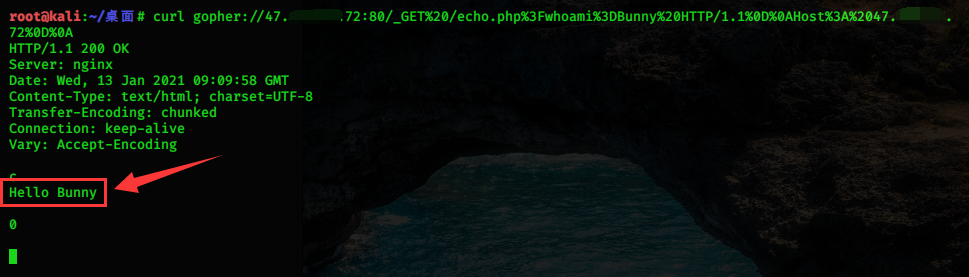 root@kali:~/桌面# curl gopher://47. .72:80/_GET%20/echo.php%3Fwhoami%3DBunny%20HTTP/1.1%0D%0AHost%3A%2047. .
72%0D%0A
HTTP/1.1 200 OK
Server: nginx
Date: Wed, 13 Jan 2021 09:09:58 GMT
Content-Type: text/html; charset=UTF-8
Transfer-Encoding: chunked
Connection: keep-alive
Vary: Accept-Encoding
c
Hello Bunny
0